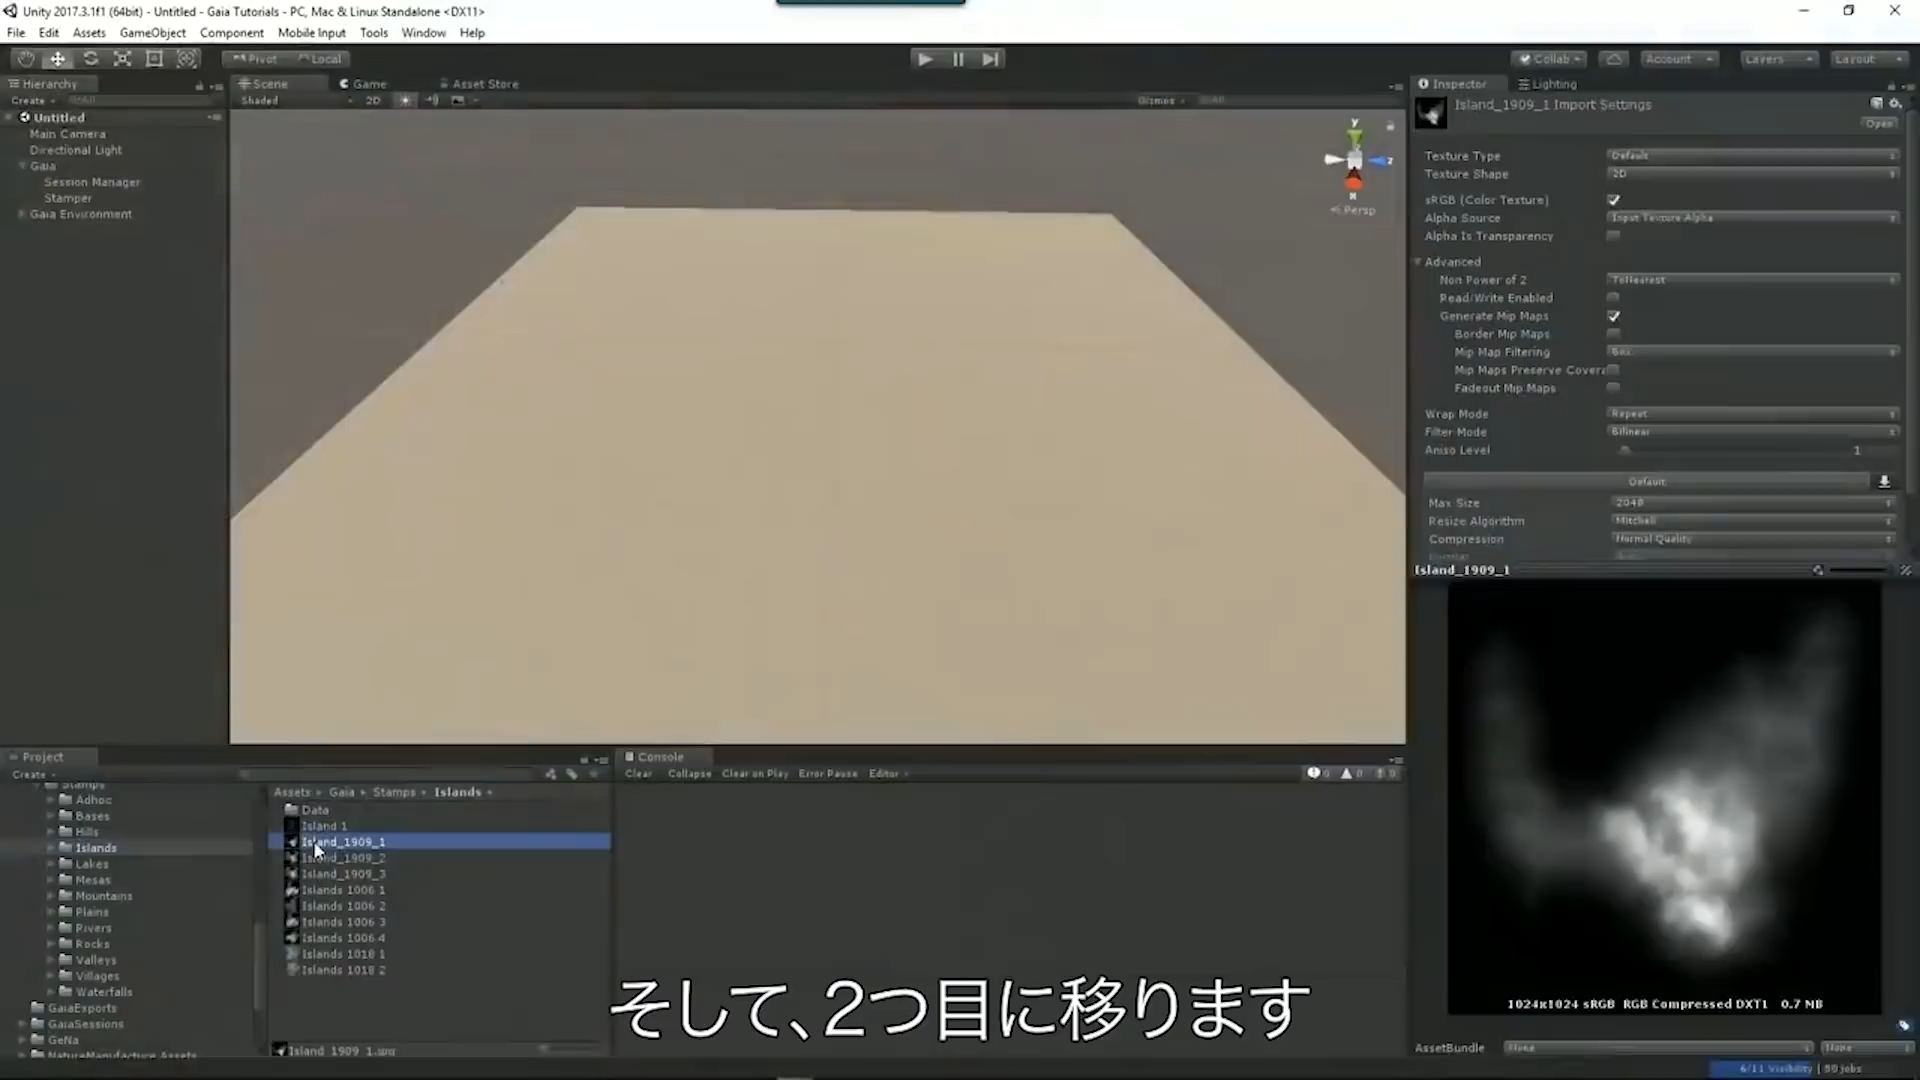 Unity 2017.3.1f1 (64bit) - Untitled - Gaia Tutorials - PC, Mac & Linux Standalone <DX11>
File Edit Assets GameObject Component Mobile Input Tools Window Help
Pivot Local Collab Account Layers Layout
Hierarchy
Create
Untitled
Main Camera
Directional Light
Gaia
Session Manager
Stamper
Gaia Environment
Scene Game Asset Store
Shaded 2D Gizmos
y
z
x
Persp
Inspector Lighting
Island_1909_1 Import Settings
Open
Texture Type Default
Texture Shape 2D
sRGB (Color Texture)
Alpha Source Input Texture Alpha
Alpha Is Transparency
Advanced
Non Power of 2 ToNearest
Read/Write Enabled
Generate Mip Maps
Border Mip Maps
Mip Map Filtering Box
Mip Maps Preserve Covera
Fadeout Mip Maps
Wrap Mode Repeat
Filter Mode Bilinear
Aniso Level 1
Default
Max Size 2048
Resize Algorithm Mitchell
Compression Normal Quality
Island_1909_1
1024x1024 sRGB RGB Compressed DXT1 0.7 MB
AssetBundle None None
Project
Create
Stamps
Adhoc
Bases
Hills
Islands
Lakes
Mesas
Mountains
Plains
Rivers
Rocks
Valleys
Villages
Waterfalls
GaiaExports
GaiaSessions
GeNa
NatureManufacture Assets
Assets Gaia Stamps Islands
Data
Island 1
Island_1909_1
Island_1909_2
Island_1909_3
Islands 1006 1
Islands 1006 2
Islands 1006 3
Islands 1006 4
Islands 1018 1
Islands 1018 2
Island_1909_1.jpg
Console
Clear Collapse Clear on Play Error Pause Editor
そして、2つ目に移ります